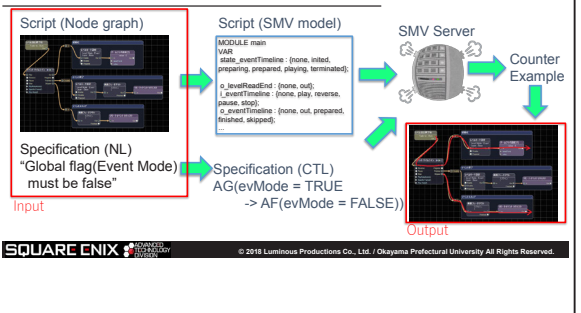 Script (Node graph)
Script (SMV model)
SMV Server
MODULE main
VAR
state_eventTimeline : {none, inited,
preparing, prepared, playing, terminated};
o_levelReadEnd : {none, out};
i_eventTimeline : {none, play, reverse,
pause, stop};
o_eventTimeline : {none, out, prepared,
finished, skipped};
...
Counter
Example
Specification (NL)
“Global flag(Event Mode)
must be false”
Input
Specification (CTL)
AG(evMode = TRUE
-> AF(evMode = FALSE))
Output
SQUARE ENIX
ADVANCED
TECHNOLOGY
DIVISION
© 2018 Luminous Productions Co., Ltd. / Okayama Prefectural University All Rights Reserved.